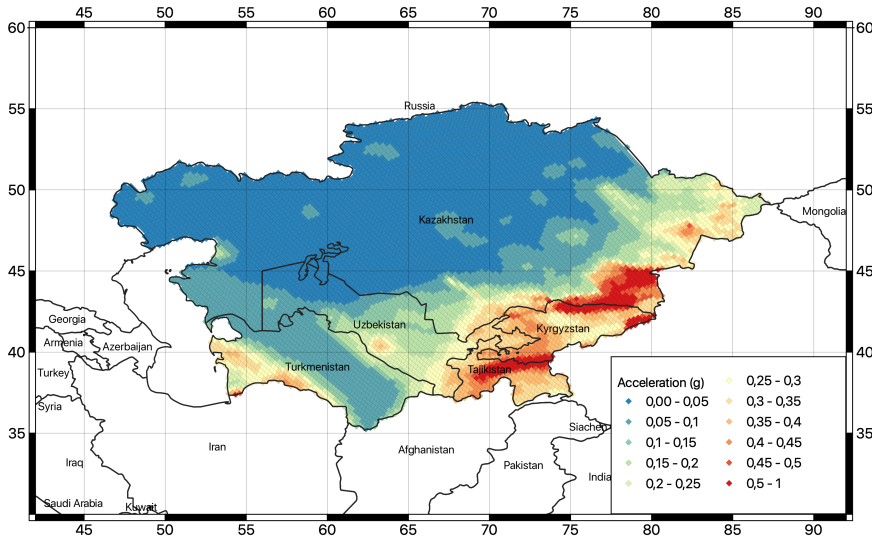 45 50 55 60 65 70 75 80 85 90
60 60
Russia
55 55
50 50
Mongolia
Kazakhstan
45 45
Georgia
Uzbekistan
Kyrgyzstan
Armenia
Azerbaijan
40 40
Turkey
Turkmenistan
Tajikistan
Acceleration (g)
0,00 - 0,05
0,05 - 0,1
0,1 - 0,15
0,15 - 0,2
0,2 - 0,25
0,25 - 0,3
0,3 - 0,35
0,35 - 0,4
0,4 - 0,45
0,45 - 0,5
0,5 - 1
Syria
35 35
Siachen
Iran
Afghanistan
Iraq
Pakistan
India
Saudi Arabia
Kuwait
45 50 55 60 65 70 75 80 85 90